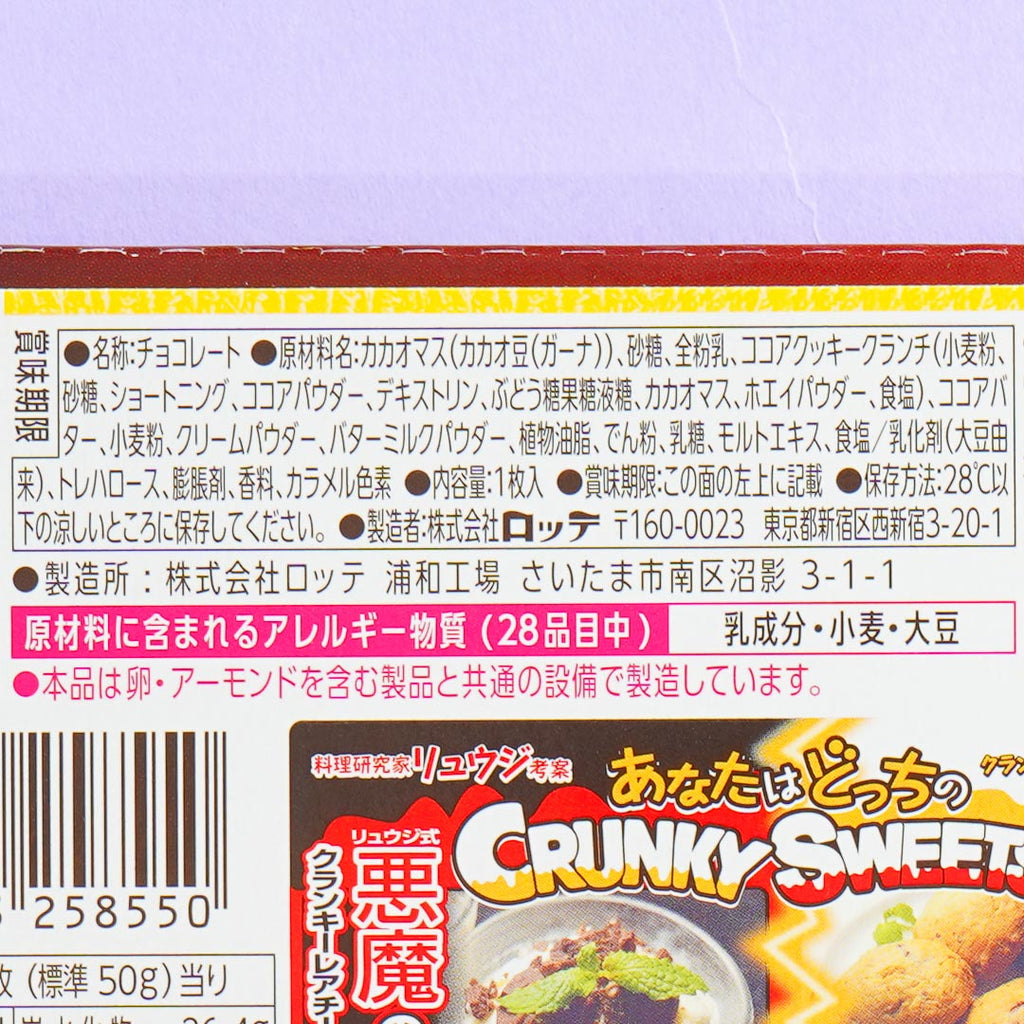 賞味期限
●名称:チョコレート ●原材料名:カカオマス(カカオ豆(ガーナ))、砂糖、全粉乳、ココアクッキークランチ(小麦粉、
砂糖、ショートニング、ココアパウダー、デキストリン、ぶどう糖果糖液糖、カカオマス、ホエイパウダー、食塩)、ココアバ
ター、小麦粉、クリームパウダー、バターミルクパウダー、植物油脂、でん粉、乳糖、モルトエキス、食塩/乳化剤(大豆由
来)、トレハロース、膨脹剤、香料、カラメル色素 ●内容量:1枚入 ●賞味期限:この面の左上に記載 ●保存方法:28℃以
下の涼しいところに保存してください。 ●製造者:株式会社ロッテ 〒160-0023 東京都新宿区西新宿3-20-1
●製造所:株式会社ロッテ 浦和工場 さいたま市南区沼影 3-1-1
原材料に含まれるアレルギー物質 (28品目中) 乳成分・小麦・大豆
●本品は卵・アーモンドを含む製品と共通の設備で製造しています。
258550
枚 (標準 50g) 当り
26.4g
料理研究家リュウジ考案
あなたはどっちの
クラン
CRUNKY SWEETS
リュウジ式
悪魔
クランキーレアチー